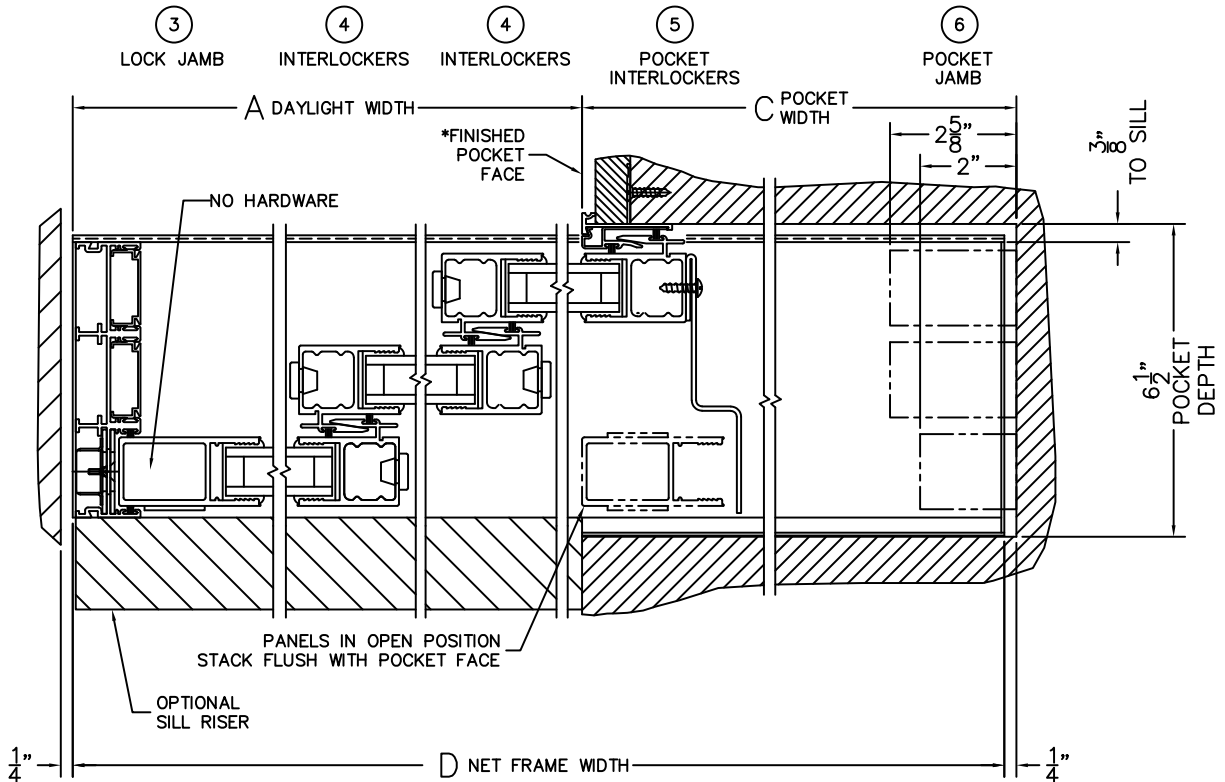 3
LOCK JAMB
4
INTERLOCKERS
4
INTERLOCKERS
5
POCKET
INTERLOCKERS
6
POCKET
JAMB
A DAYLIGHT WIDTH
C POCKET
WIDTH
*FINISHED
POCKET
FACE
2 5/8"
2"
3/8"
TO SILL
NO HARDWARE
6 1/2"
POCKET
DEPTH
PANELS IN OPEN POSITION
STACK FLUSH WITH POCKET FACE
OPTIONAL
SILL RISER
1/4"
D NET FRAME WIDTH
1/4"